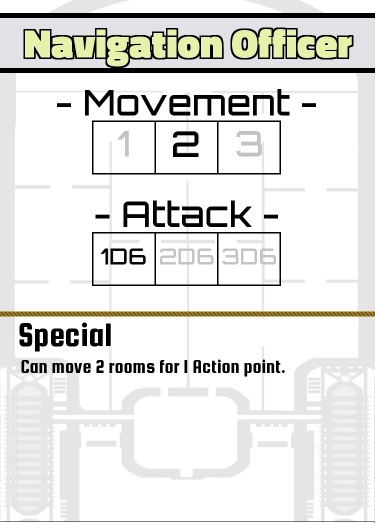 Navigation Officer
- Movement -
1 2 3
- Attack -
1D6 2D6 3D6
Special
Can move 2 rooms for 1 Action point.